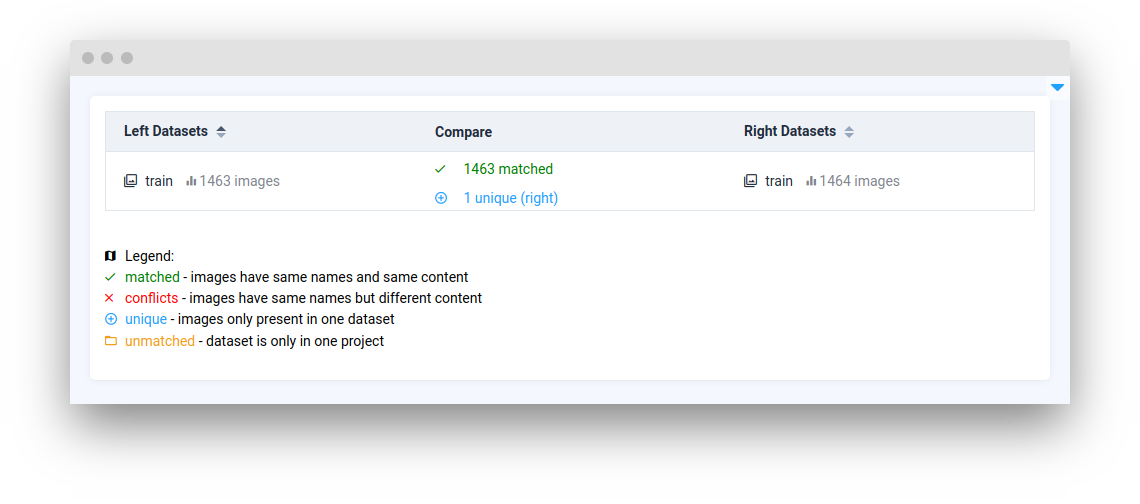 Left Datasets Compare Right Datasets
train 1463 images 1463 matched train 1464 images
1 unique (right)
Legend:
matched - images have same names and same content
conflicts - images have same names but different content
unique - images only present in one dataset
unmatched - dataset is only in one project